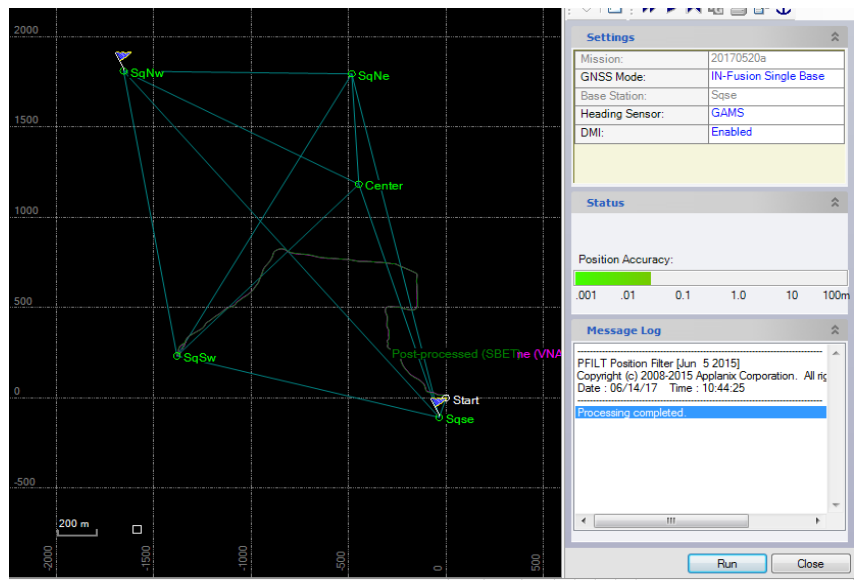 2000
SqNw
SqNe
1500
Center
1000
500
Post-processed (SBET)
ne (VNA
SqSw
0
Start
Sqse
-500
200 m
-2000
-1500
-1000
-500
0
500
Settings
Mission: 20170520a
GNSS Mode: IN-Fusion Single Base
Base Station: Sqse
Heading Sensor: GAMS
DMI: Enabled
Status
Position Accuracy:
.001 .01 0.1 1.0 10 100m
Message Log
PFILT Position Filter [Jun 5 2015]
Copyright (c) 2008-2015 Applanix Corporation. All rig
Date : 06/14/17 Time : 10:44:25
Processing completed.
Run Close